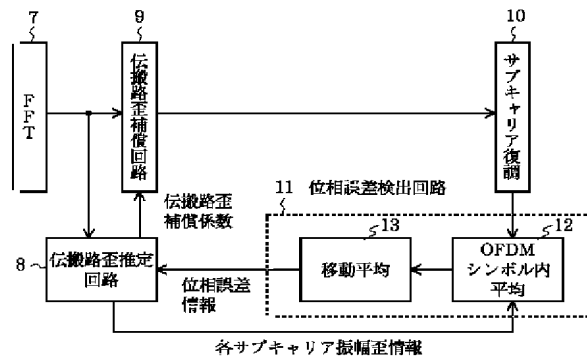 7
9
10
FFT
伝搬路歪補償回路
サブキャリア復調
伝搬路歪
補償係数
11
位相誤差検出回路
13
12
8
伝搬路歪推定
回路
位相誤差
情報
移動平均
OFDM
シンボル内
平均
各サブキャリア振幅歪情報